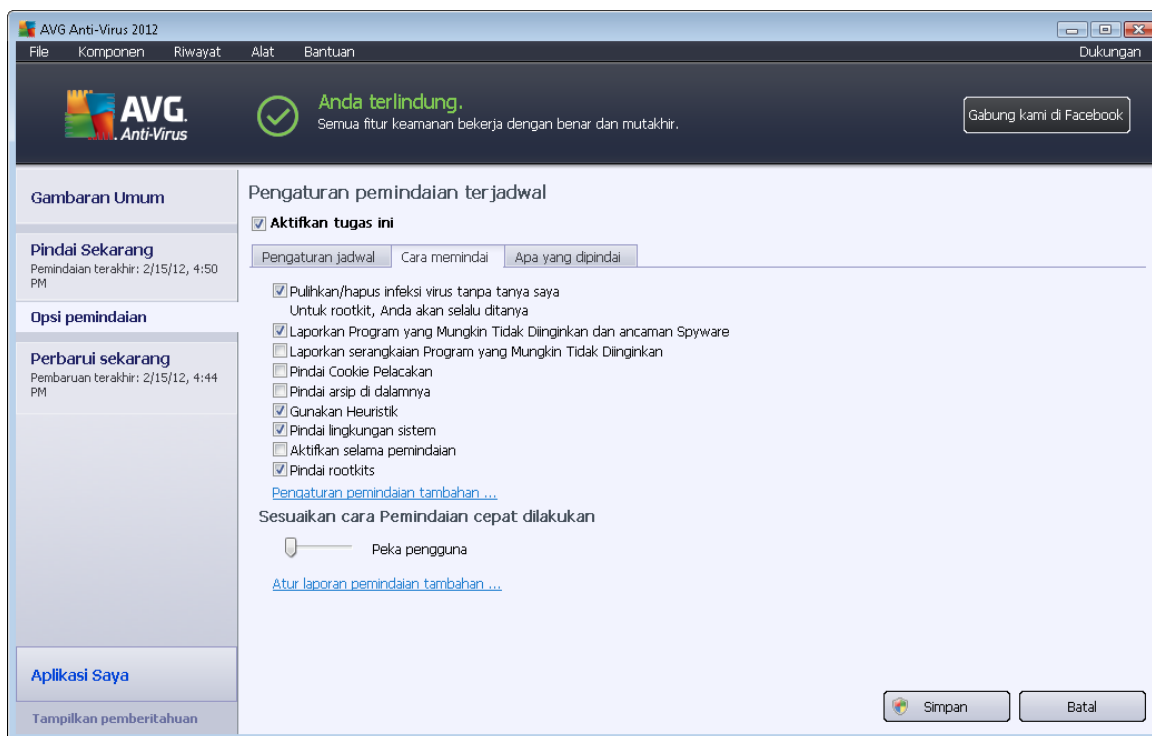 AVG Anti-Virus 2012
File Komponen Riwayat Alat Bantuan Dukungan
AVG.
Anti-Virus
Anda terlindung.
Semua fitur keamanan bekerja dengan benar dan mutakhir.
Gabung kami di Facebook
Gambaran Umum
Pindai Sekarang
Pemindaian terakhir: 2/15/12, 4:50
PM
Opsi pemindaian
Perbarui sekarang
Pembaruan terakhir: 2/15/12, 4:44
PM
Aplikasi Saya
Tampilkan pemberitahuan
Pengaturan pemindaian terjadwal
Aktifkan tugas ini
Pengaturan jadwal Cara memindai Apa yang dipindai
Pulihkan/hapus infeksi virus tanpa tanya saya
Untuk rootkit, Anda akan selalu ditanya
Laporkan Program yang Mungkin Tidak Diinginkan dan ancaman Spyware
Laporkan serangkaian Program yang Mungkin Tidak Diinginkan
Pindai Cookie Pelacakan
Pindai arsip di dalamnya
Gunakan Heuristik
Pindai lingkungan sistem
Aktifkan selama pemindaian
Pindai rootkits
Pengaturan pemindaian tambahan ...
Sesuaikan cara Pemindaian cepat dilakukan
Peka pengguna
Atur laporan pemindaian tambahan ...
Simpan Batal